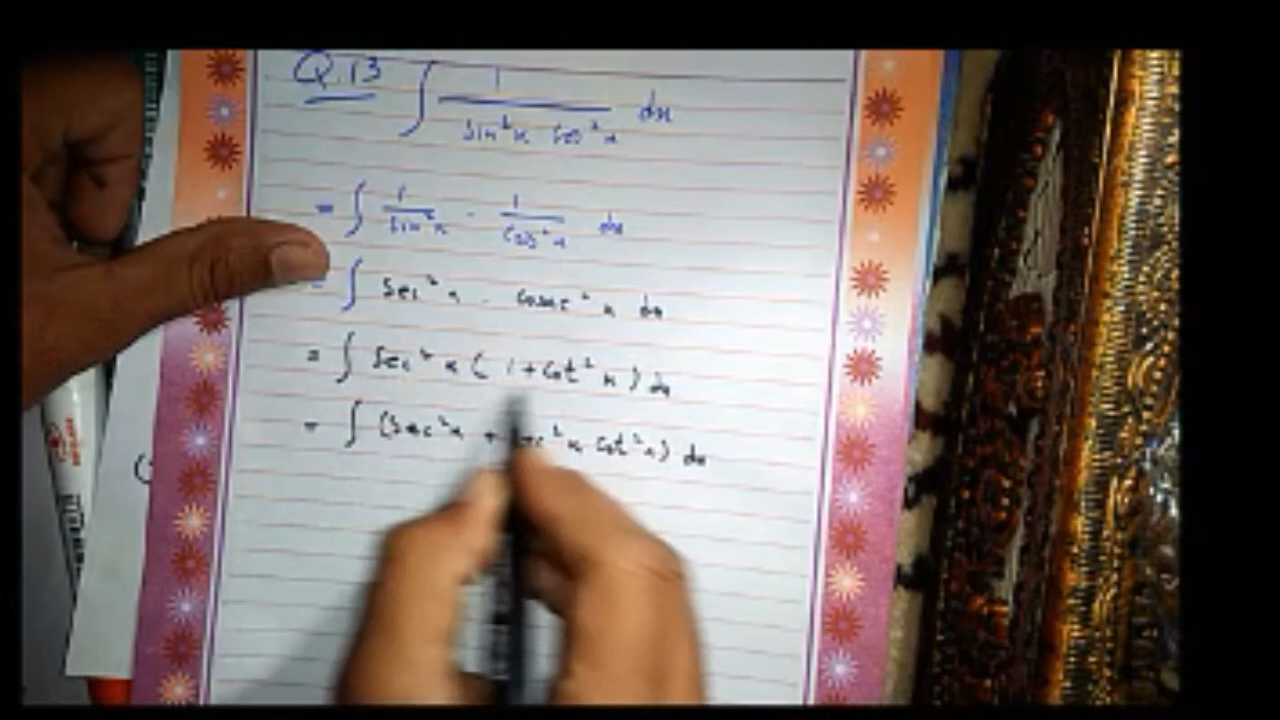 Q.13 ∫ 1/(Sin²x Cos²x) dx
= ∫ 1/Sin²x · 1/Cos²x dx
= ∫ Sec²x · Cosec²x dx
= ∫ Sec²x (1+Cot²x) dx
= ∫ (Sec²x + Sec²x Cot²x) dx